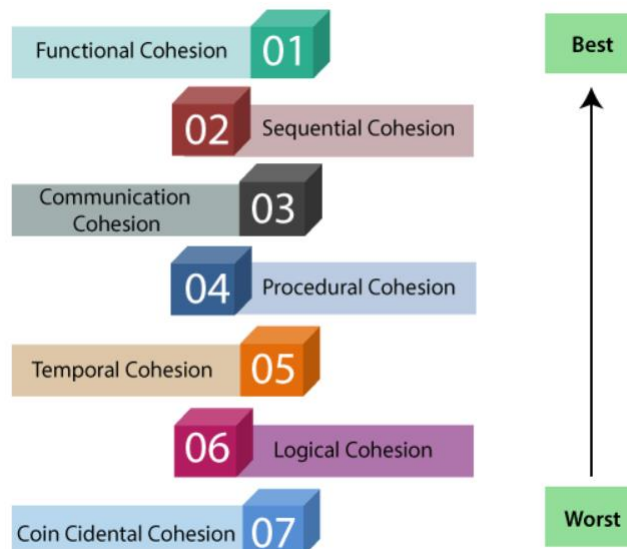 Functional Cohesion 01
Best
02 Sequential Cohesion
Communication
Cohesion
03
04 Procedural Cohesion
Temporal Cohesion 05
06 Logical Cohesion
Coin Cidental Cohesion 07
Worst